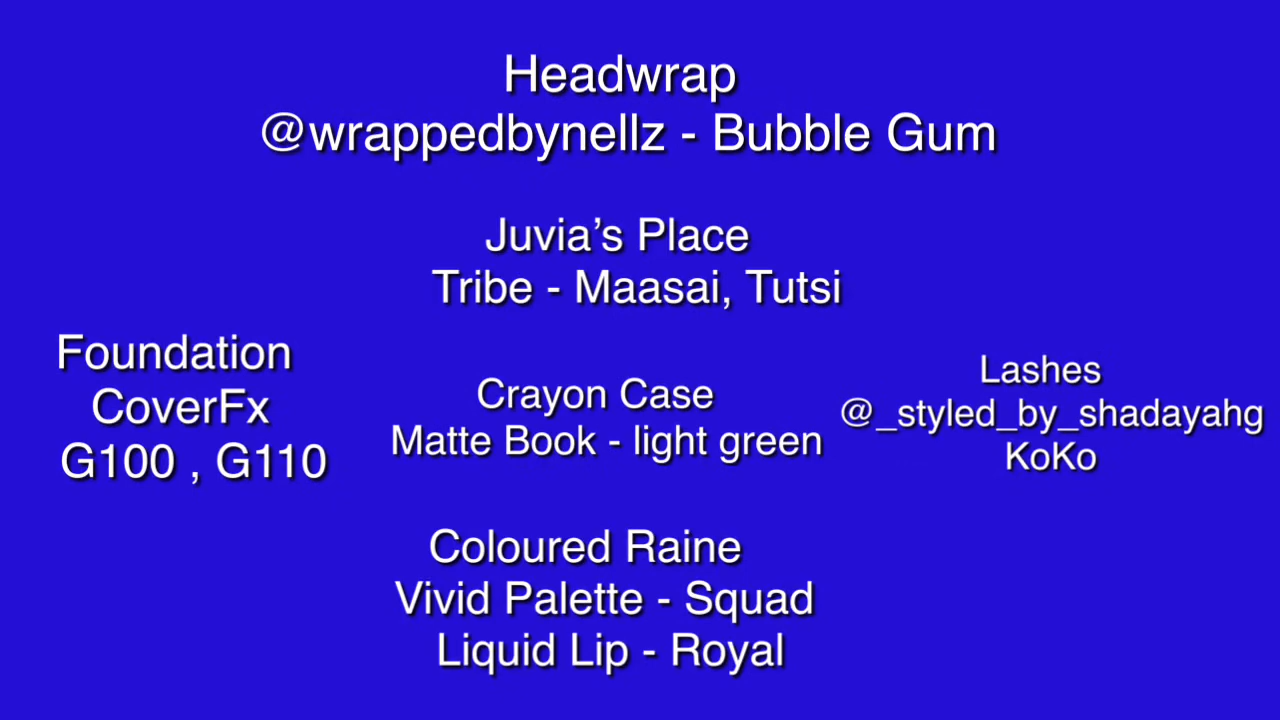 Headwrap
@wrappedbynellz - Bubble Gum
Juvia’s Place
Tribe - Maasai, Tutsi
Foundation
CoverFx
G100 , G110
Crayon Case
Matte Book - light green
Lashes
@_styled_by_shadayahg
KoKo
Coloured Raine
Vivid Palette - Squad
Liquid Lip - Royal